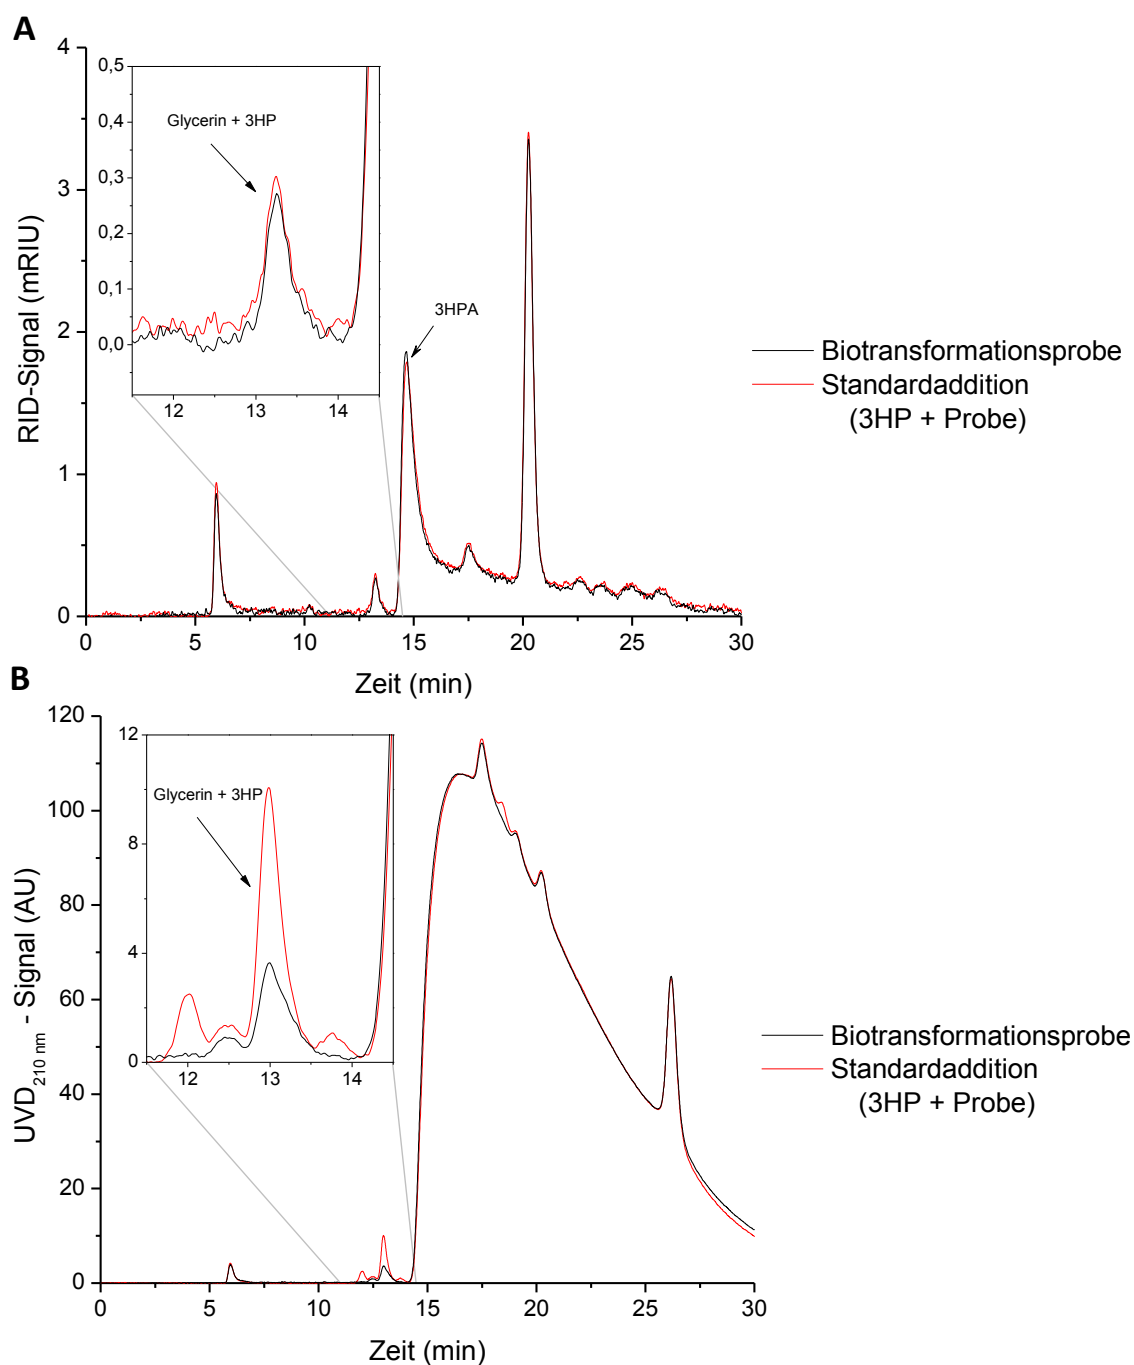 A
RID-Signal (mRIU)
4
3
2
1
0
0,5
0,4
0,3
0,2
0,1
0,0
Glycerin + 3HP
12 13 14
3HPA
Biotransformationsprobe
Standardaddition
(3HP + Probe)
0 5 10 15 20 25 30
Zeit (min)
B
UVD210 nm - Signal (AU)
120
100
80
60
40
20
0
12
8
4
0
Glycerin + 3HP
12 13 14
Biotransformationsprobe
Standardaddition
(3HP + Probe)
0 5 10 15 20 25 30
Zeit (min)